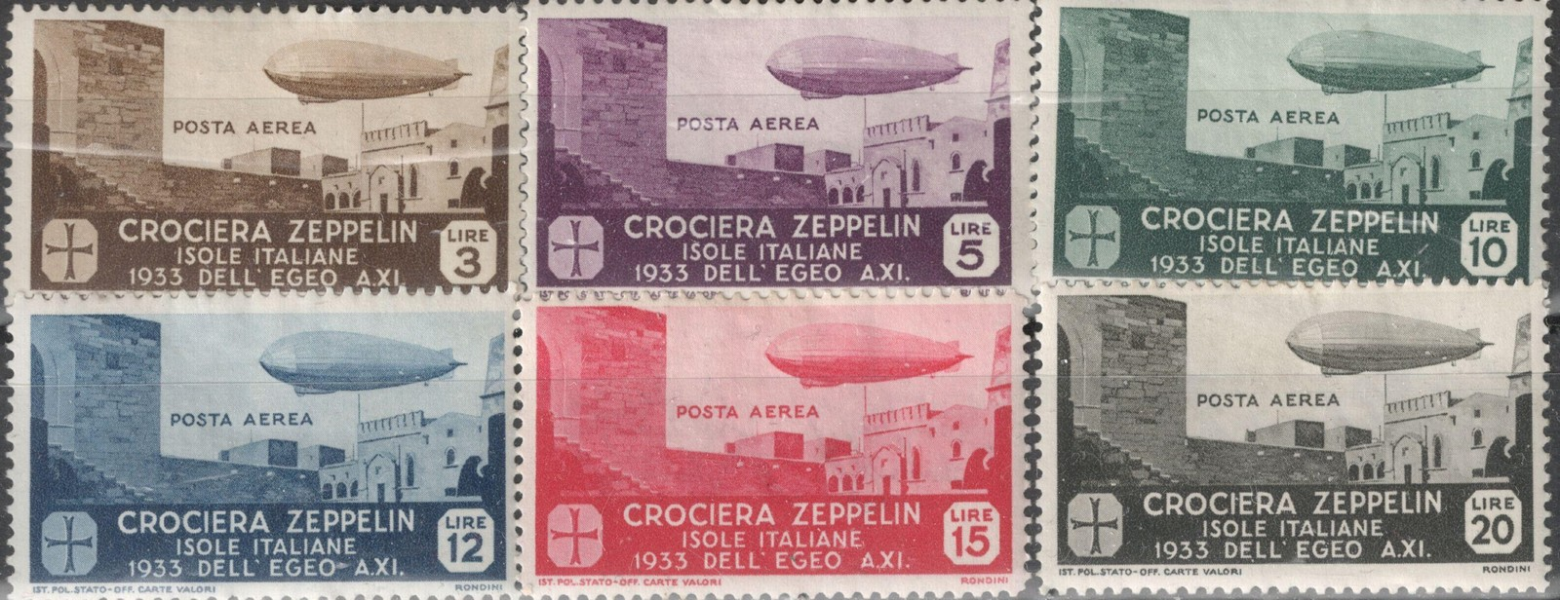 POSTA AEREA
CROCIERA ZEPPELIN
ISOLE ITALIANE
1933 DELL' EGEO A.XI.
LIRE
3
POSTA AEREA
CROCIERA ZEPPELIN
ISOLE ITALIANE
1933 DELL' EGEO A.XI.
LIRE
5
POSTA AEREA
CROCIERA ZEPPELIN
ISOLE ITALIANE
1933 DELL' EGEO A.XI.
LIRE
10
POSTA AEREA
CROCIERA ZEPPELIN
ISOLE ITALIANE
1933 DELL' EGEO A.XI.
LIRE
12
IST. POL. STATO-OFF. CARTE VALORI
RONDINI
POSTA AEREA
CROCIERA ZEPPELIN
ISOLE ITALIANE
1933 DELL' EGEO A.XI.
LIRE
15
IST. POL. STATO-OFF. CARTE VALORI
RONDINI
POSTA AEREA
CROCIERA ZEPPELIN
ISOLE ITALIANE
1933 DELL' EGEO A.XI.
LIRE
20
IST. POL. STATO-OFF. CARTE VALORI
RONDINI